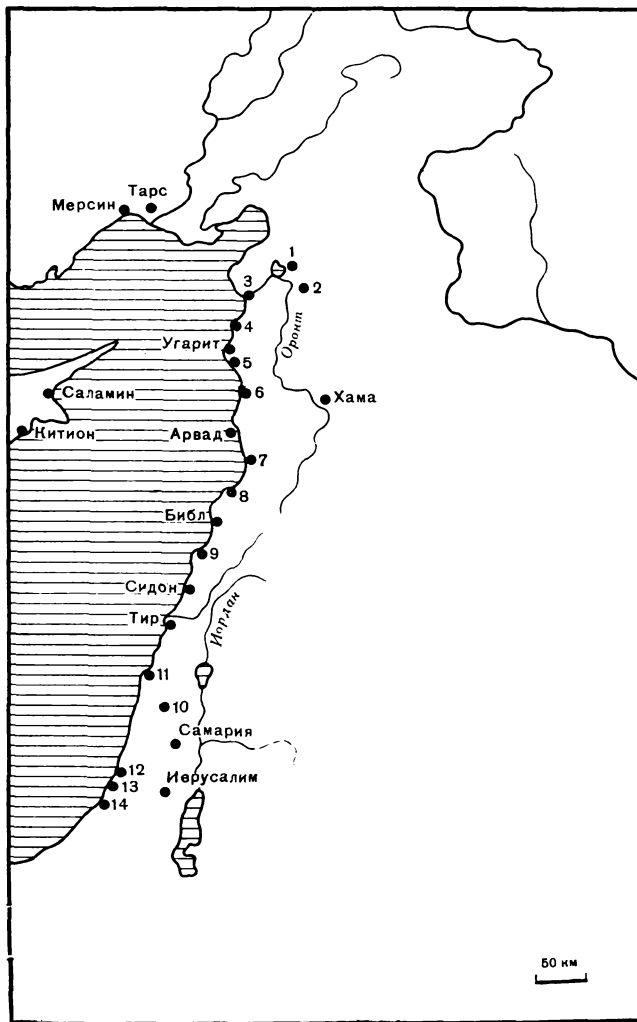 Тарс
Мерсин
1
2
3
4
Оронт
Угарит
5
6
Хама
Саламин
Китион
Арвад
7
8
Библ
9
Сидон
Тир
Иордан
11
10
Самария
12
13
Иерусалим
14
50 км